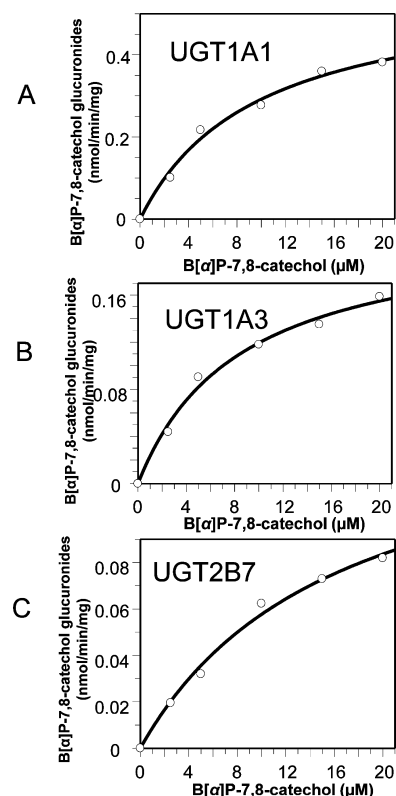 A
UGT1A1
B[α]P-7,8-catechol glucuronides
(nmol/min/mg)
0.4
0.2
0
0 4 8 12 16 20
B[α]P-7,8-catechol (µM)
B
UGT1A3
B[α]P-7,8-catechol glucuronides
(nmol/min/mg)
0.16
0.08
0
0 4 8 12 16 20
B[α]P-7,8-catechol (µM)
C
UGT2B7
B[α]P-7,8-catechol glucuronides
(nmol/min/mg)
0.08
0.06
0.04
0.02
0
0 4 8 12 16 20
B[α]P-7,8-catechol (µM)